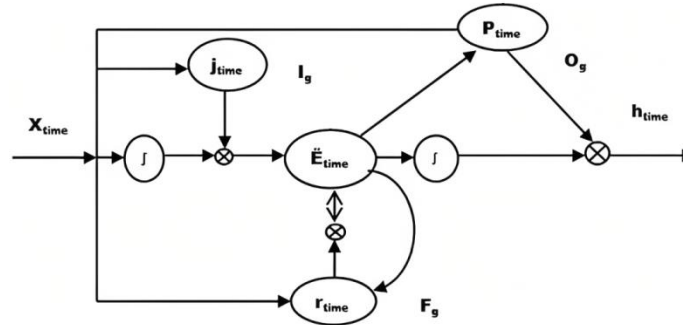 P_time
j_time
I_g
O_g
X_time
h_time
∫
Ë_time
∫
r_time
F_g